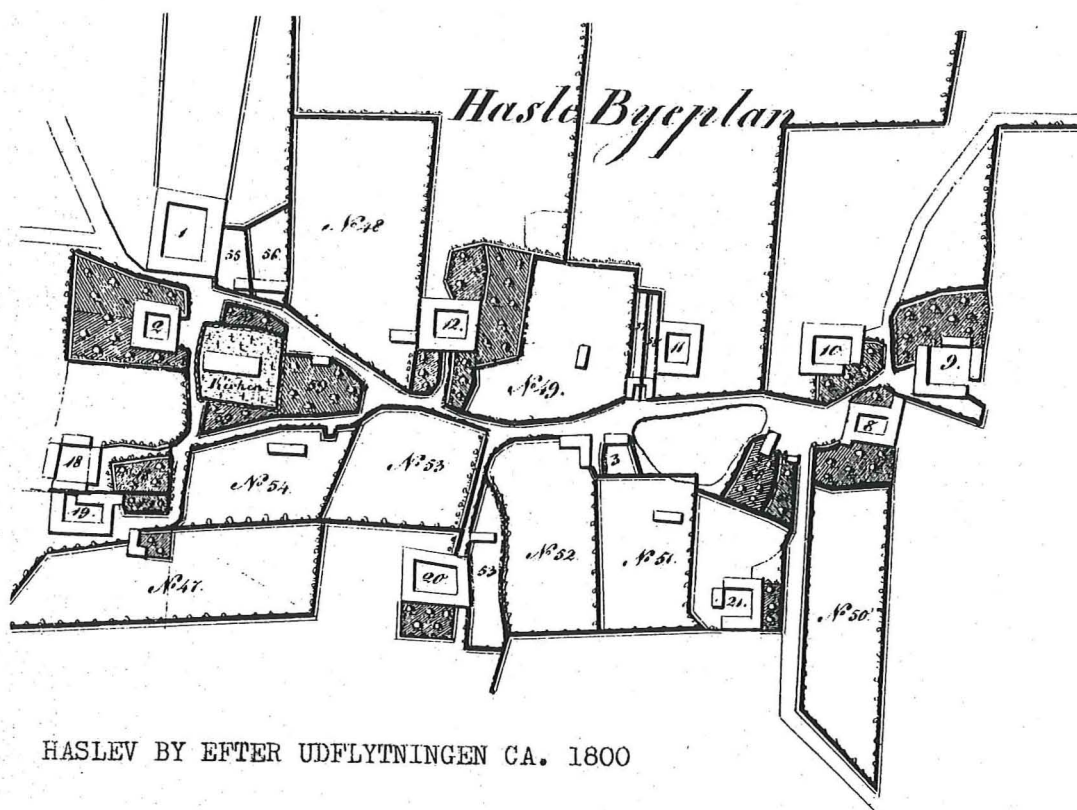 Hasle Byeplan
1
55
56.
No 48
2
12.
Kirken
No 49.
11
10.
9.
8
18
19.
No 54.
No 53
3
No 47.
20.
53
No 52
No 51.
21.
No 50.
HASLEV BY EFTER UDFLYTNINGEN CA. 1800